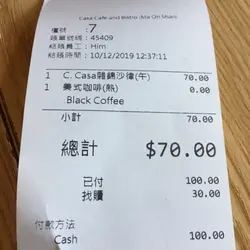 Casa Cafe and Bistro (Ma On Shan)
檯號 : 7
賬單號碼 : 45409
結賬員工 : Him
結賬時間 : 10/12/2019 12:37:11
1 C. Casa雜錦沙律(午) 70.00
1 美式咖啡(熱) 0.00
Black Coffee
小計 70.00
總計 $70.00
已付 100.00
找贖 30.00
付款方法
Cash 100.00